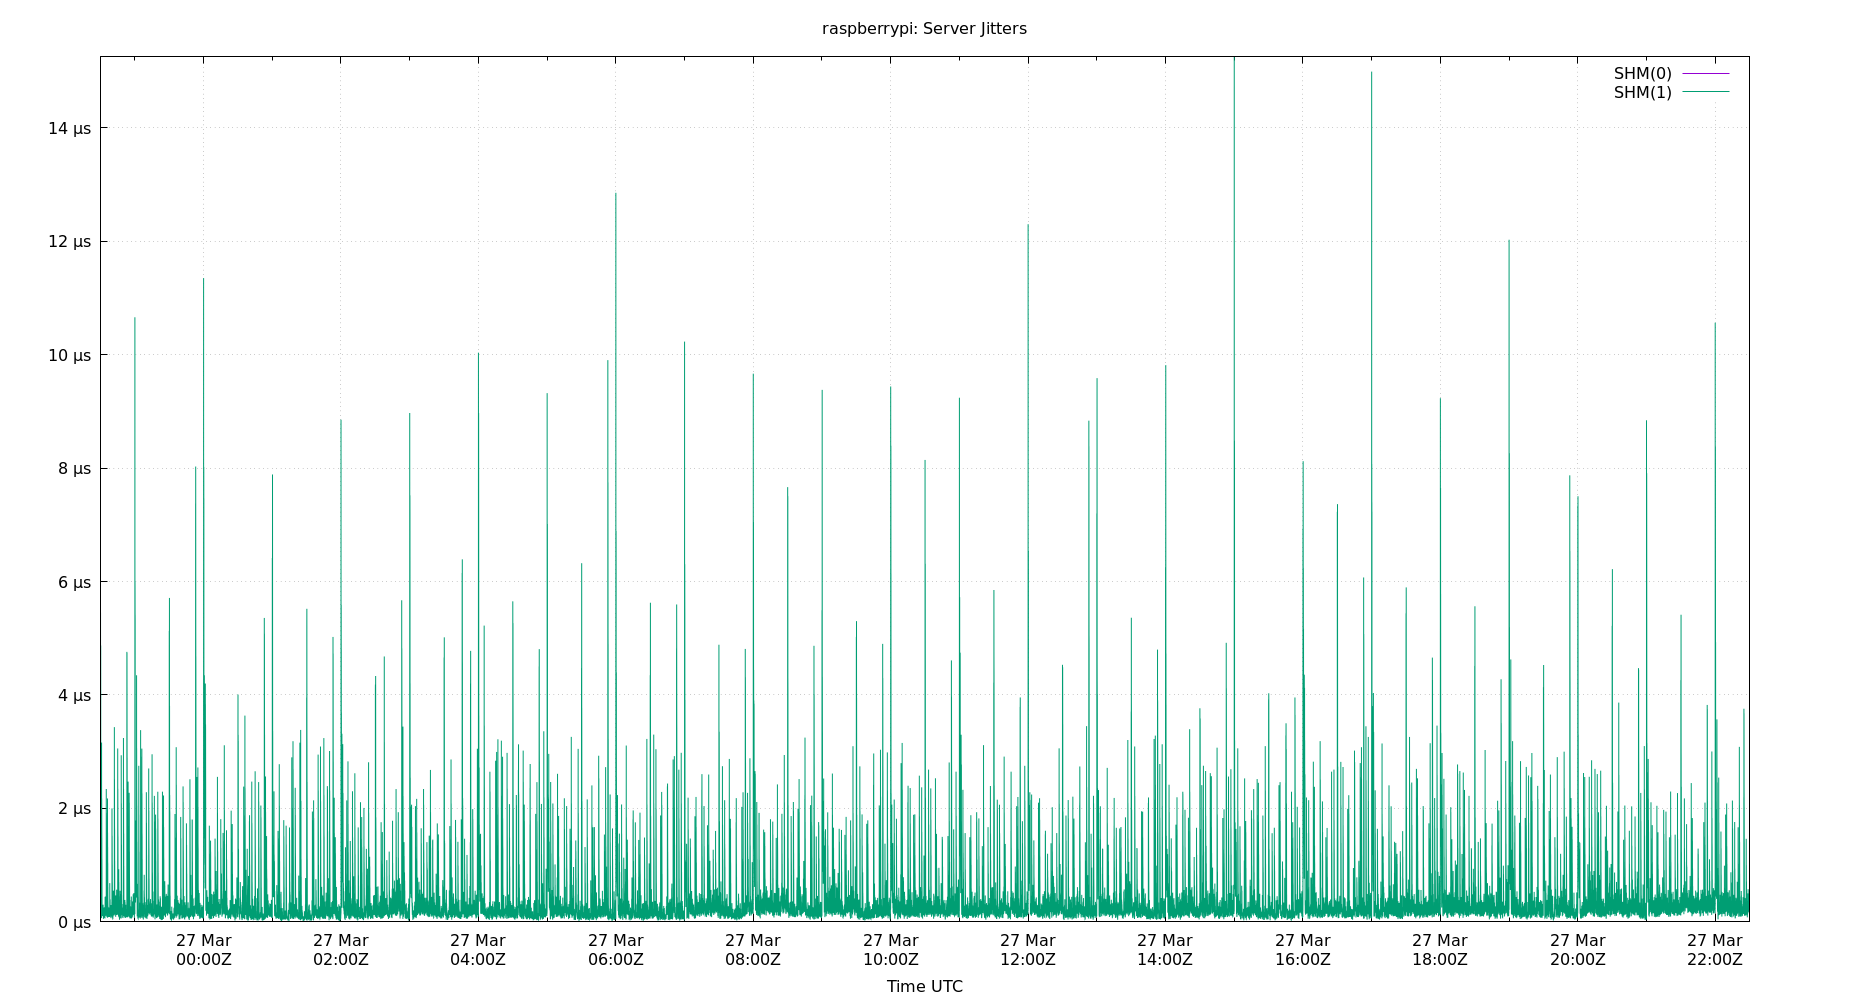 raspberrypi: Server Jitters
SHM(0)
SHM(1)
14 µs
12 µs
10 µs
8 µs
6 µs
4 µs
2 µs
0 µs
27 Mar 27 Mar 27 Mar 27 Mar 27 Mar 27 Mar 27 Mar 27 Mar 27 Mar 27 Mar 27 Mar 27 Mar
00:00Z 02:00Z 04:00Z 06:00Z 08:00Z 10:00Z 12:00Z 14:00Z 16:00Z 18:00Z 20:00Z 22:00Z
Time UTC